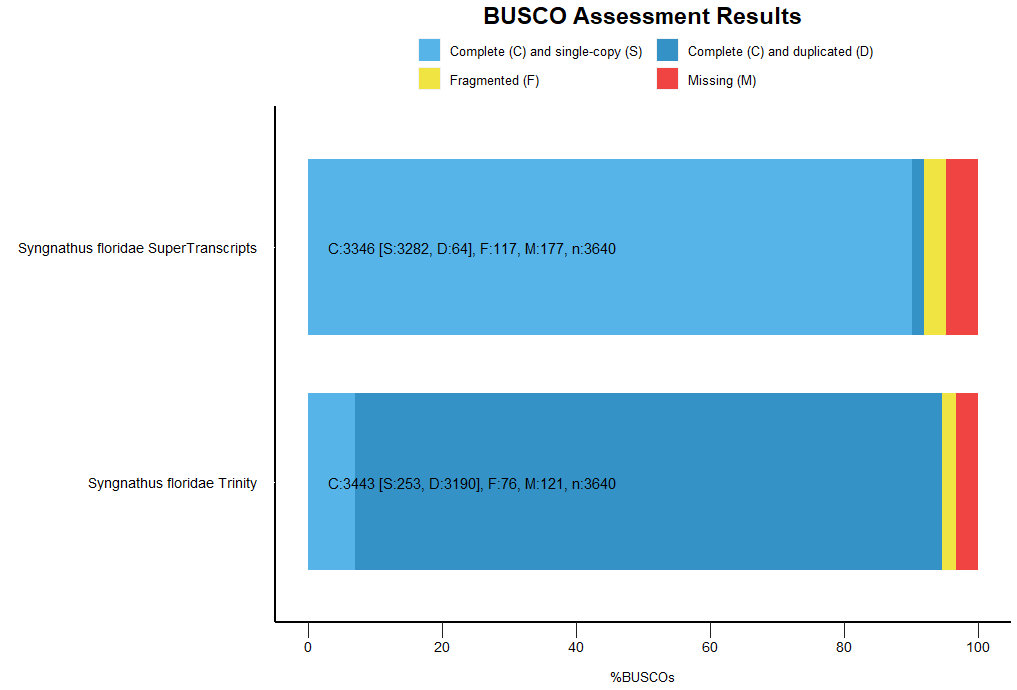 BUSCO Assessment Results
Complete (C) and single-copy (S)
Complete (C) and duplicated (D)
Fragmented (F)
Missing (M)
Syngnathus floridae SuperTranscripts
C:3346 [S:3282, D:64], F:117, M:177, n:3640
Syngnathus floridae Trinity
C:3443 [S:253, D:3190], F:76, M:121, n:3640
0
20
40
60
80
100
%BUSCOs